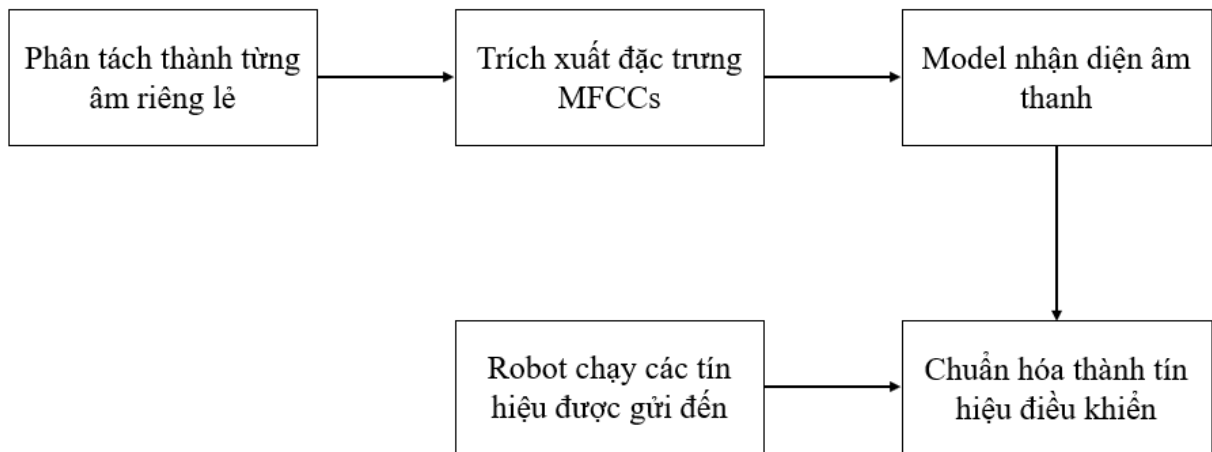 Phân tách thành từng
âm riêng lẻ
Trích xuất đặc trưng
MFCCs
Model nhận diện âm
thanh
Robot chạy các tín
hiệu được gửi đến
Chuẩn hóa thành tín
hiệu điều khiển